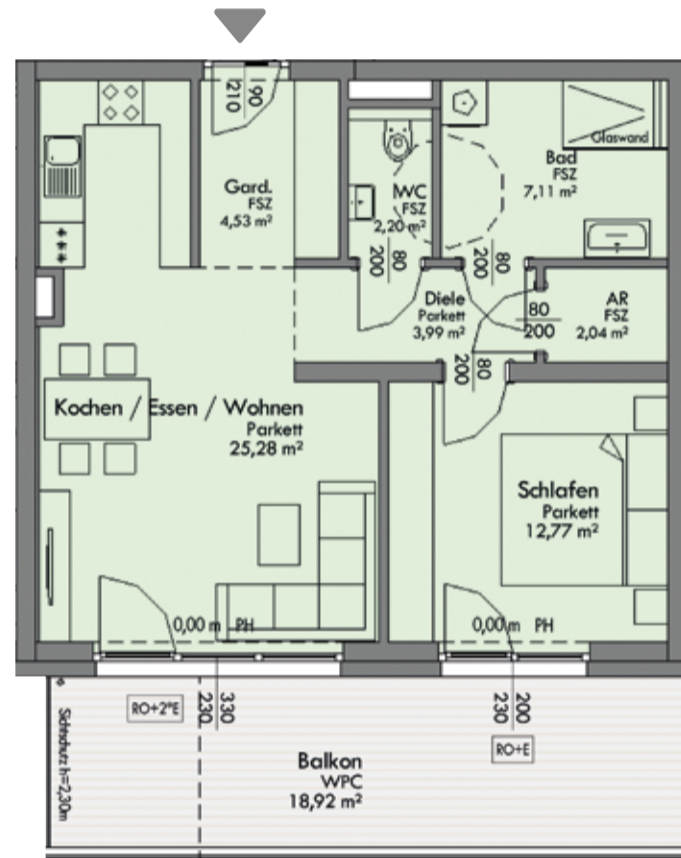 90
210
Gard.
FSZ
4,53 m²
WC
FSZ
2,20 m²
80
200
Glaswand
Bad
FSZ
7,11 m²
80
200
Diele
Parkett
3,99 m²
80
200
AR
FSZ
2,04 m²
80
200
Kochen / Essen / Wohnen
Parkett
25,28 m²
Schlafen
Parkett
12,77 m²
0,00 m PH
0,00 m PH
RO+2*E
330
230
200
230
RO+E
Sichtschutz h=2,30m
Balkon
WPC
18,92 m²